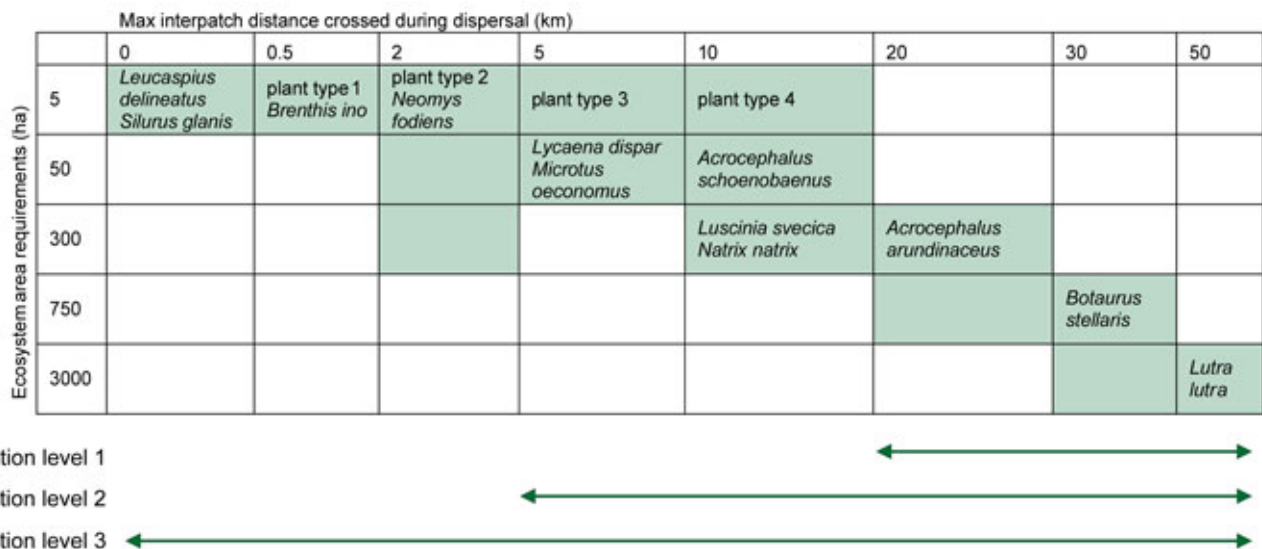 Max interpatch distance crossed during dispersal (km)
0 0.5 2 5 10 20 30 50
Ecosystem area requirements (ha)
5
Leucaspius
delineatus
Silurus glanis
plant type 1
Brenthis ino
plant type 2
Neomys
fodiens
plant type 3
plant type 4
50
Lycaena dispar
Microtus
oeconomus
Acrocephalus
schoenobaenus
300
Luscinia svecica
Natrix natrix
Acrocephalus
arundinaceus
750
Botaurus
stellaris
3000
Lutra
lutra
tion level 1
tion level 2
tion level 3